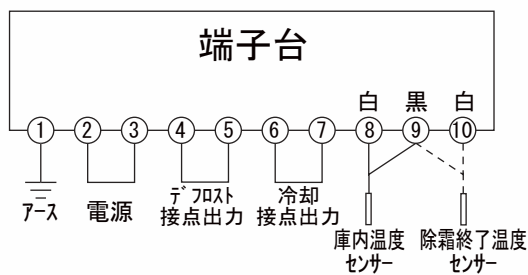 端子台
白 黒 白
1 2 3 4 5 6 7 8 9 10
アース
電源
デフロスト
接点出力
冷却
接点出力
庫内温度
センサー
除霜終了温度
センサー